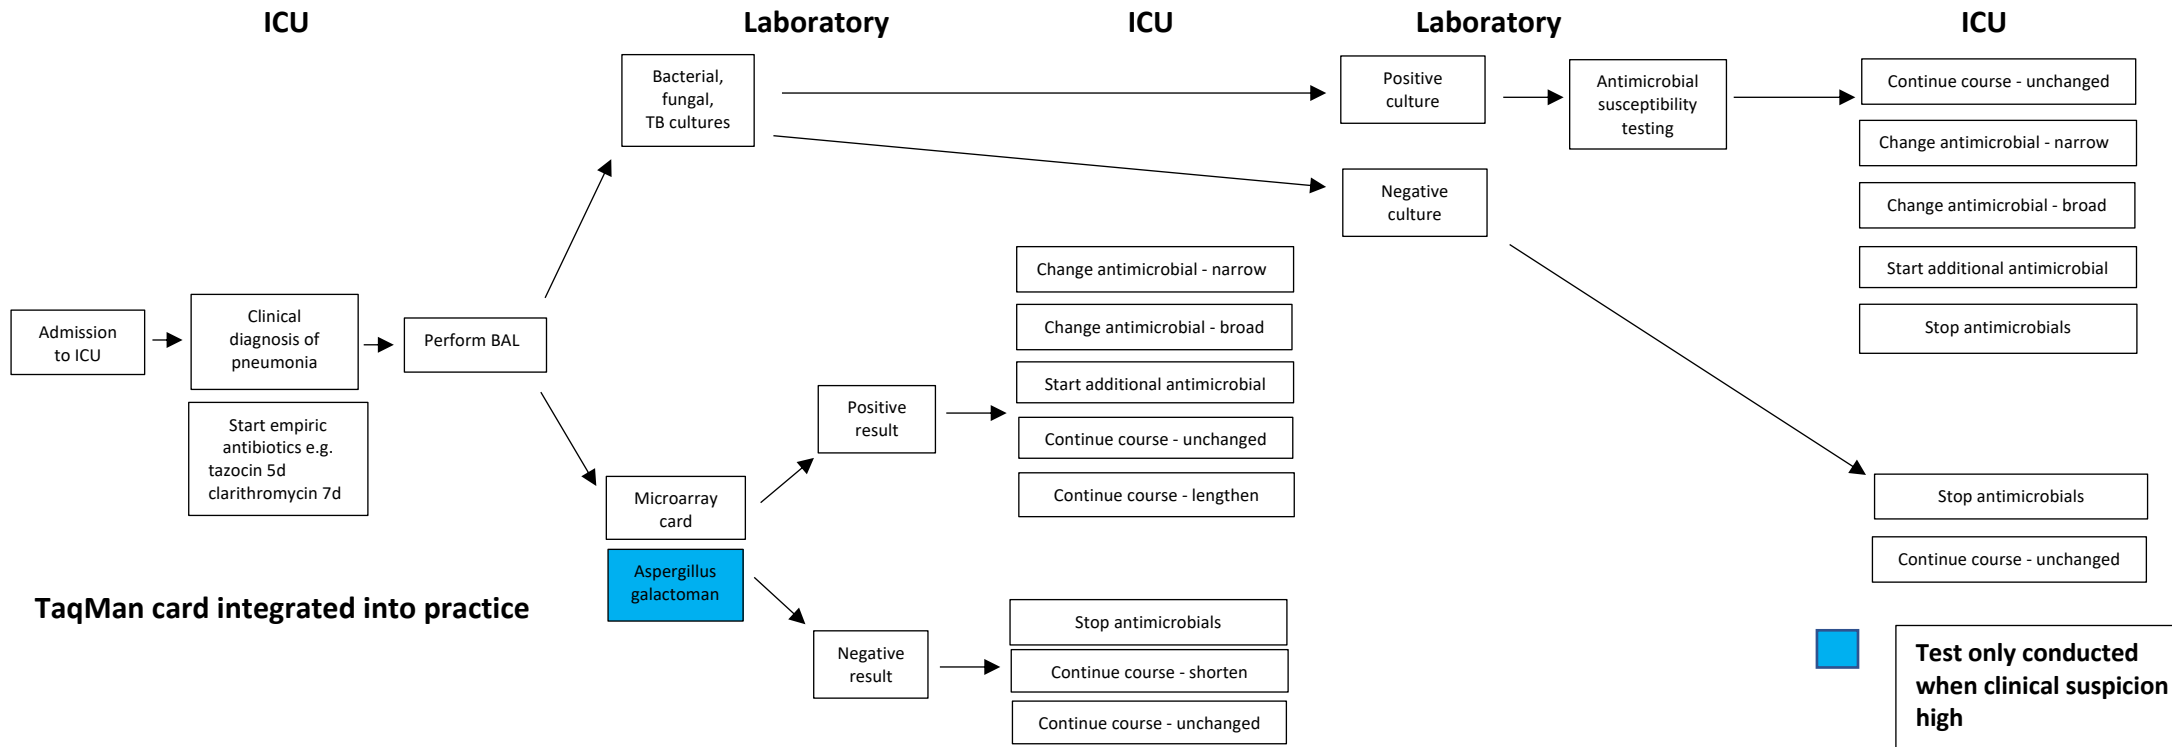 ICU
Laboratory
ICU
Laboratory
ICU
Admission
to ICU
Clinical
diagnosis of
pneumonia
Start empiric
antibiotics e.g.
tazocin 5d
clarithromycin 7d
Perform BAL
Bacterial,
fungal,
TB cultures
Microarray
card
Aspergillus
galactoman
Positive
result
Negative
result
Change antimicrobial - narrow
Change antimicrobial - broad
Start additional antimicrobial
Continue course - unchanged
Continue course - lengthen
Stop antimicrobials
Continue course - shorten
Continue course - unchanged
Positive
culture
Negative
culture
Antimicrobial
susceptibility
testing
Continue course - unchanged
Change antimicrobial - narrow
Change antimicrobial - broad
Start additional antimicrobial
Stop antimicrobials
Stop antimicrobials
Continue course - unchanged
TaqMan card integrated into practice
Test only conducted
when clinical suspicion
high